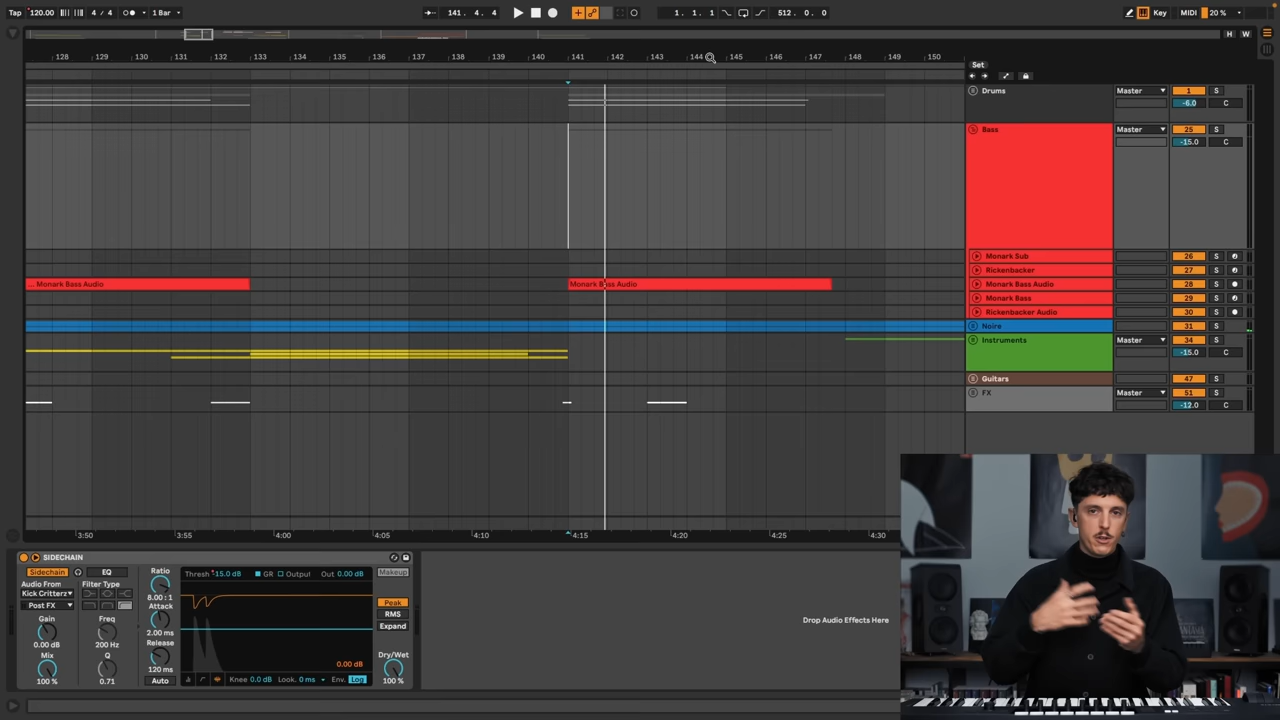 Tap 120.00 4 / 4 1 Bar 141. 4. 4 1. 1. 1 512. 0. 0 Key MIDI 20 %
H W
128 129 130 131 132 133 134 135 136 137 138 139 140 141 142 143 144 145 146 147 148 149 150
Set
Drums Master 1 S
-6.0 C
Bass Master 25 S
-15.0 C
Monark Sub 26 S
Rickenbacker 27 S
... Monark Bass Audio Monark Bass Audio Monark Bass Audio 28 S
Monark Bass 29 S
Rickenbacker Audio 30 S
Noire 31 S
Instruments Master 34 S
-15.0 C
Guitars 47 S
FX Master 51 S
-12.0 C
3:50 3:55 4:00 4:05 4:10 4:15 4:20 4:25 4:30
SIDECHAIN
Sidechain EQ Ratio Thresh -15.0 dB GR Output Out 0.00 dB Makeup
Audio From Filter Type
Kick Critterz 8.00 : 1
Post FX Attack Peak
Gain Freq 2.00 ms RMS
0.00 dB 200 Hz Release Expand
Mix Q 120 ms 0.00 dB Dry/Wet
100 % 0.71 Auto Knee 0.0 dB Look. 0 ms Env. Log 100 %
Drop Audio Effects Here